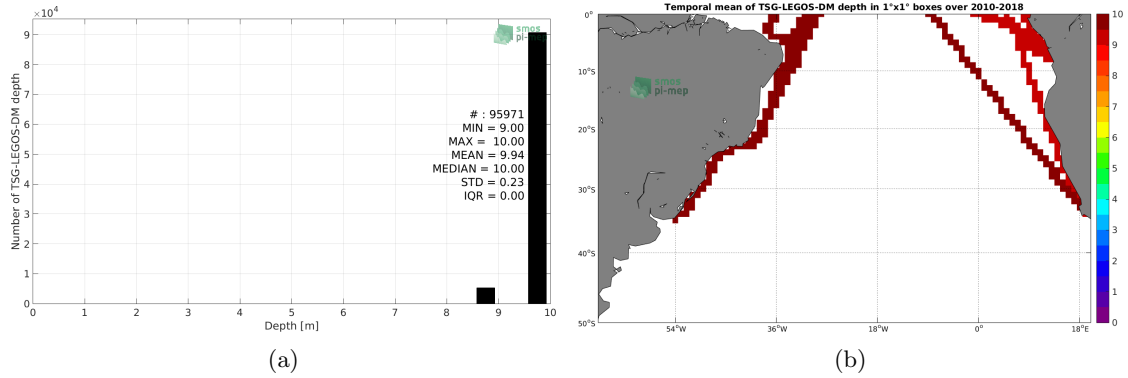 ×10⁴
9
8
7
6
5
4
3
2
1
0
Number of TSG-LEGOS-DM depth
smos
pi-mep
# : 95971
MIN = 9.00
MAX = 10.00
MEAN = 9.94
MEDIAN = 10.00
STD = 0.23
IQR = 0.00
0 1 2 3 4 5 6 7 8 9 10
Depth [m]
(a)
Temporal mean of TSG-LEGOS-DM depth in 1°x1° boxes over 2010-2018
0°
10°S
20°S
30°S
40°S
50°S
smos
pi-mep
54°W 36°W 18°W 0° 18°E
10
9
8
7
6
5
4
3
2
1
0
(b)